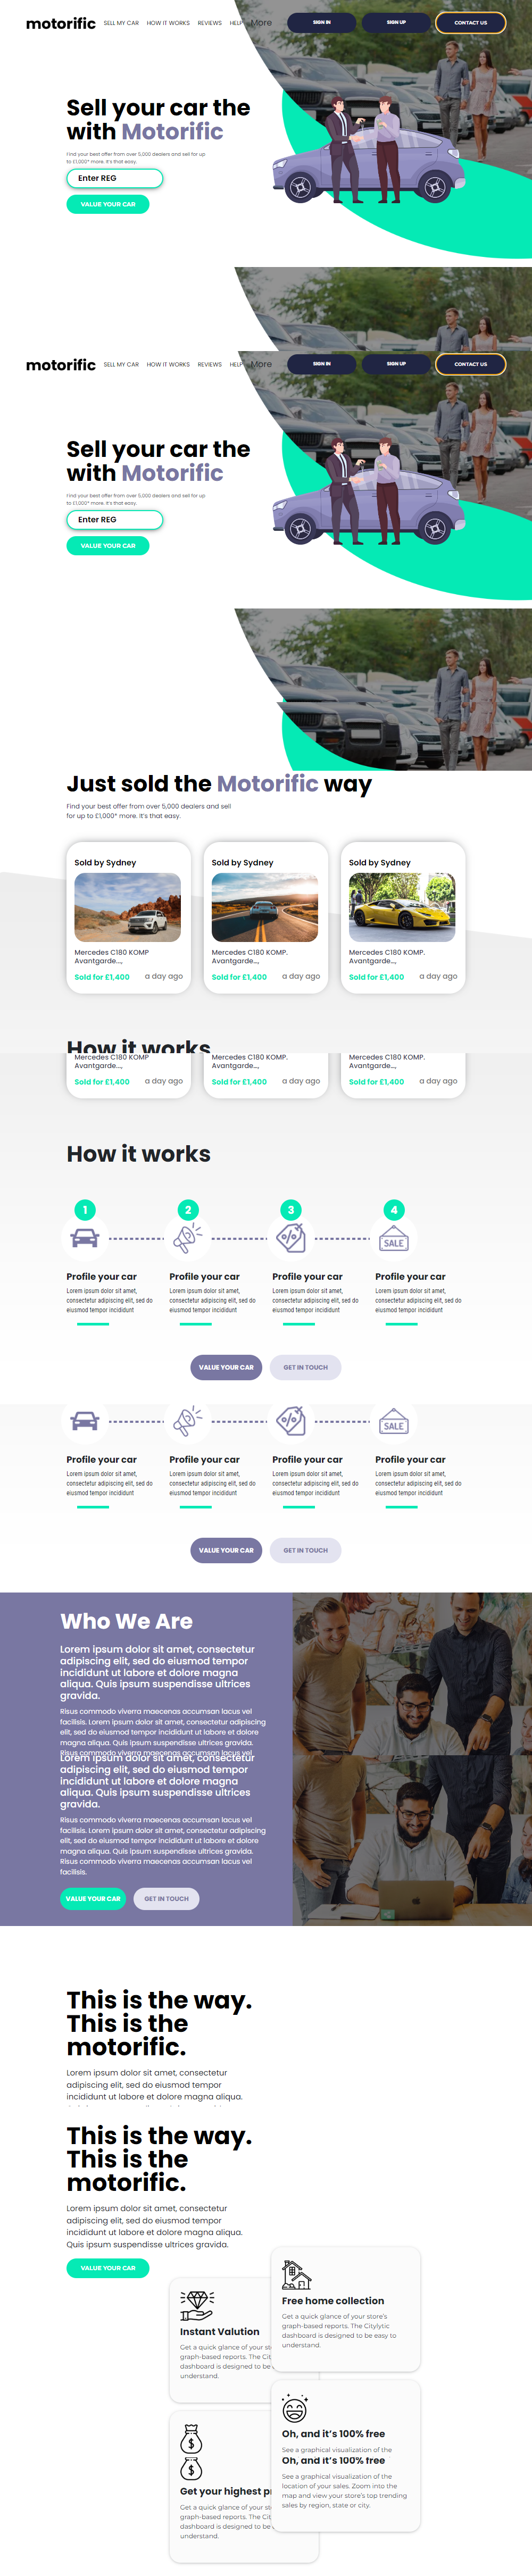 motorific SELL MY CAR HOW IT WORKS REVIEWS HELP More SIGN IN SIGN UP CONTACT US
Sell your car the
with Motorific
Find your best offer from over 5,000 dealers and sell for up
to £1,000* more. It's that easy.
Enter REG
VALUE YOUR CAR
motorific SELL MY CAR HOW IT WORKS REVIEWS HELP More SIGN IN SIGN UP CONTACT US
Sell your car the
with Motorific
Find your best offer from over 5,000 dealers and sell for up
to £1,000* more. It's that easy.
Enter REG
VALUE YOUR CAR
Just sold the Motorific way
Find your best offer from over 5,000 dealers and sell
for up to £1,000* more. It's that easy.
Sold by Sydney Sold by Sydney Sold by Sydney
Mercedes C180 KOMP Mercedes C180 KOMP. Mercedes C180 KOMP.
Avantgarde..., Avantgarde..., Avantgarde...,
Sold for £1,400 a day ago Sold for £1,400 a day ago Sold for £1,400 a day ago
How it works
Mercedes C180 KOMP Mercedes C180 KOMP. Mercedes C180 KOMP.
Avantgarde..., Avantgarde..., Avantgarde...,
Sold for £1,400 a day ago Sold for £1,400 a day ago Sold for £1,400 a day ago
How it works
1 2 3 4
SALE
Profile your car Profile your car Profile your car Profile your car
Lorem ipsum dolor sit amet, Lorem ipsum dolor sit amet, Lorem ipsum dolor sit amet, Lorem ipsum dolor sit amet,
consectetur adipiscing elit, sed do consectetur adipiscing elit, sed do consectetur adipiscing elit, sed do consectetur adipiscing elit, sed do
eiusmod tempor incididunt eiusmod tempor incididunt eiusmod tempor incididunt eiusmod tempor incididunt
VALUE YOUR CAR GET IN TOUCH
SALE
Profile your car Profile your car Profile your car Profile your car
Lorem ipsum dolor sit amet, Lorem ipsum dolor sit amet, Lorem ipsum dolor sit amet, Lorem ipsum dolor sit amet,
consectetur adipiscing elit, sed do consectetur adipiscing elit, sed do consectetur adipiscing elit, sed do consectetur adipiscing elit, sed do
eiusmod tempor incididunt eiusmod tempor incididunt eiusmod tempor incididunt eiusmod tempor incididunt
VALUE YOUR CAR GET IN TOUCH
Who We Are
Lorem ipsum dolor sit amet, consectetur
adipiscing elit, sed do eiusmod tempor
incididunt ut labore et dolore magna
aliqua. Quis ipsum suspendisse ultrices
gravida.
Risus commodo viverra maecenas accumsan lacus vel
facilisis. Lorem ipsum dolor sit amet, consectetur adipiscing
elit, sed do eiusmod tempor incididunt ut labore et dolore
magna aliqua. Quis ipsum suspendisse ultrices gravida.
Risus commodo viverra maecenas accumsan lacus vel
Lorem ipsum dolor sit amet, consectetur
adipiscing elit, sed do eiusmod tempor
incididunt ut labore et dolore magna
aliqua. Quis ipsum suspendisse ultrices
gravida.
Risus commodo viverra maecenas accumsan lacus vel
facilisis. Lorem ipsum dolor sit amet, consectetur adipiscing
elit, sed do eiusmod tempor incididunt ut labore et dolore
magna aliqua. Quis ipsum suspendisse ultrices gravida.
Risus commodo viverra maecenas accumsan lacus vel
facilisis.
VALUE YOUR CAR GET IN TOUCH
This is the way.
This is the
motorific.
Lorem ipsum dolor sit amet, consectetur
adipiscing elit, sed do eiusmod tempor
incididunt ut labore et dolore magna aliqua.
This is the way.
This is the
motorific.
Lorem ipsum dolor sit amet, consectetur
adipiscing elit, sed do eiusmod tempor
incididunt ut labore et dolore magna aliqua.
Quis ipsum suspendisse ultrices gravida.
VALUE YOUR CAR
Free home collection
Get a quick glance of your store's
graph-based reports. The Citylytic
dashboard is designed to be easy to
understand.
Instant Valution
Get a quick glance of your st
graph-based reports. The Cit
dashboard is designed to be
understand.
Oh, and it's 100% free
See a graphical visualization of the
Oh, and it's 100% free
See a graphical visualization of the
location of your sales. Zoom into the
map and view your store's top trending
sales by region, state or city.
Get your highest p
Get a quick glance of your st
graph-based reports. The Cit
dashboard is designed to be
understand.